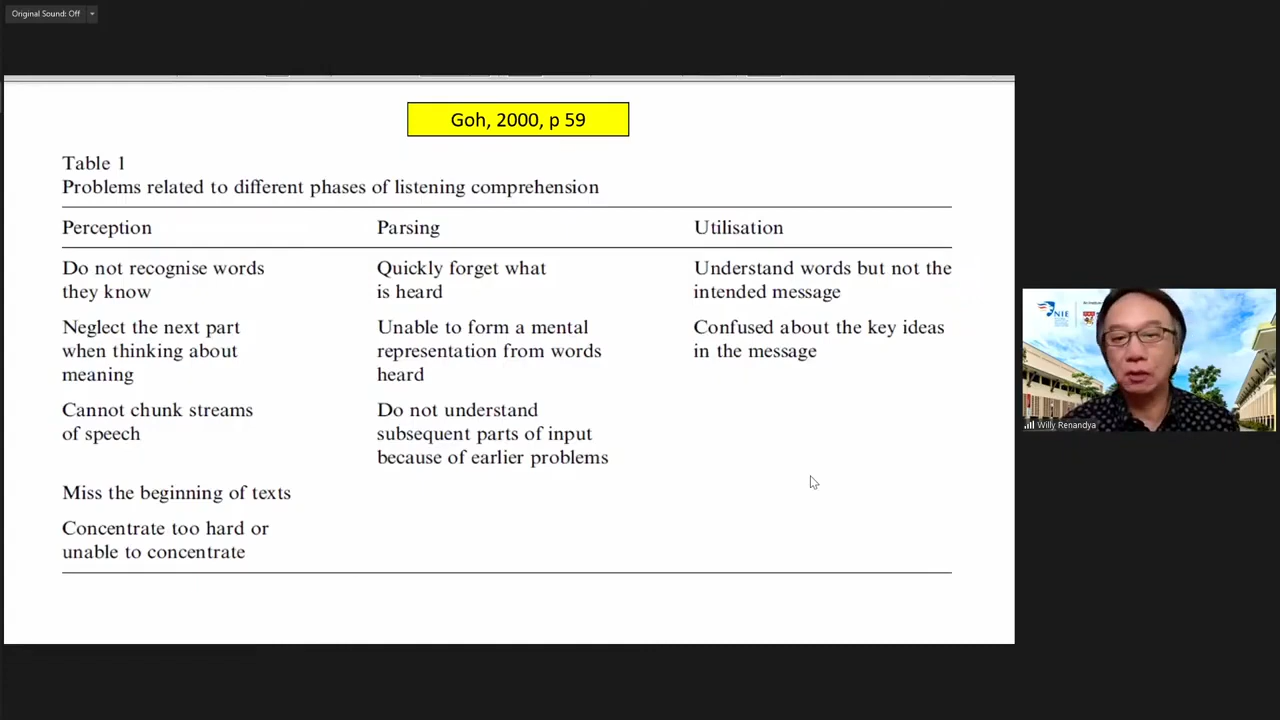 Original Sound: Off
Goh, 2000, p 59
Table 1
Problems related to different phases of listening comprehension
Perception
Parsing
Utilisation
Do not recognise words
they know
Quickly forget what
is heard
Understand words but not the
intended message
Neglect the next part
when thinking about
meaning
Unable to form a mental
representation from words
heard
Confused about the key ideas
in the message
Cannot chunk streams
of speech
Do not understand
subsequent parts of input
because of earlier problems
Miss the beginning of texts
Concentrate too hard or
unable to concentrate
NIE
Willy Renandya